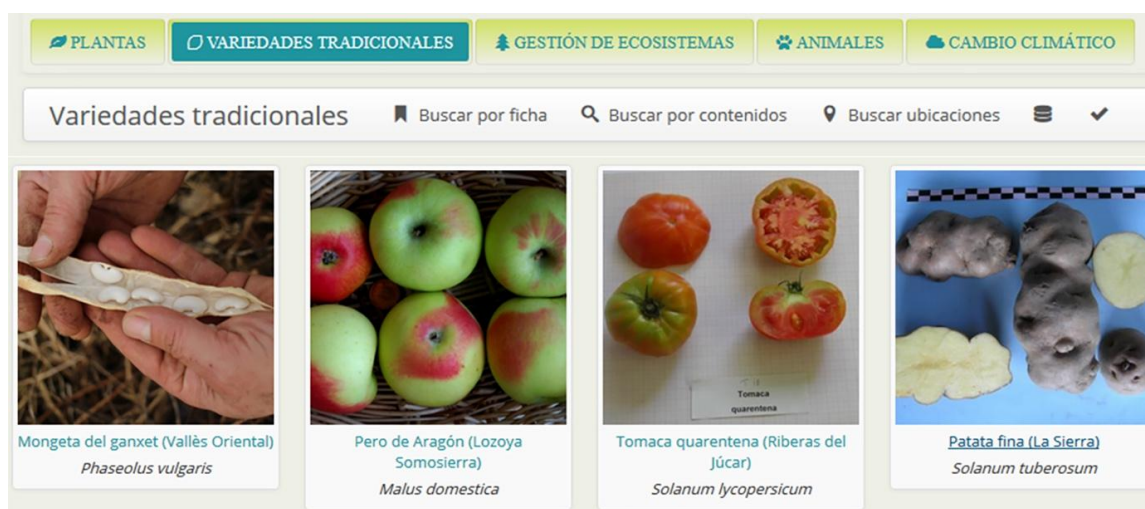 PLANTAS
VARIEDADES TRADICIONALES
GESTIÓN DE ECOSISTEMAS
ANIMALES
CAMBIO CLIMÁTICO
Variedades tradicionales
Buscar por ficha
Buscar por contenidos
Buscar ubicaciones
Tomaca
quarentena
Mongeta del ganxet (Vallès Oriental)
Phaseolus vulgaris
Pero de Aragón (Lozoya
Somosierra)
Malus domestica
Tomaca quarentena (Riberas del
Júcar)
Solanum lycopersicum
Patata fina (La Sierra)
Solanum tuberosum